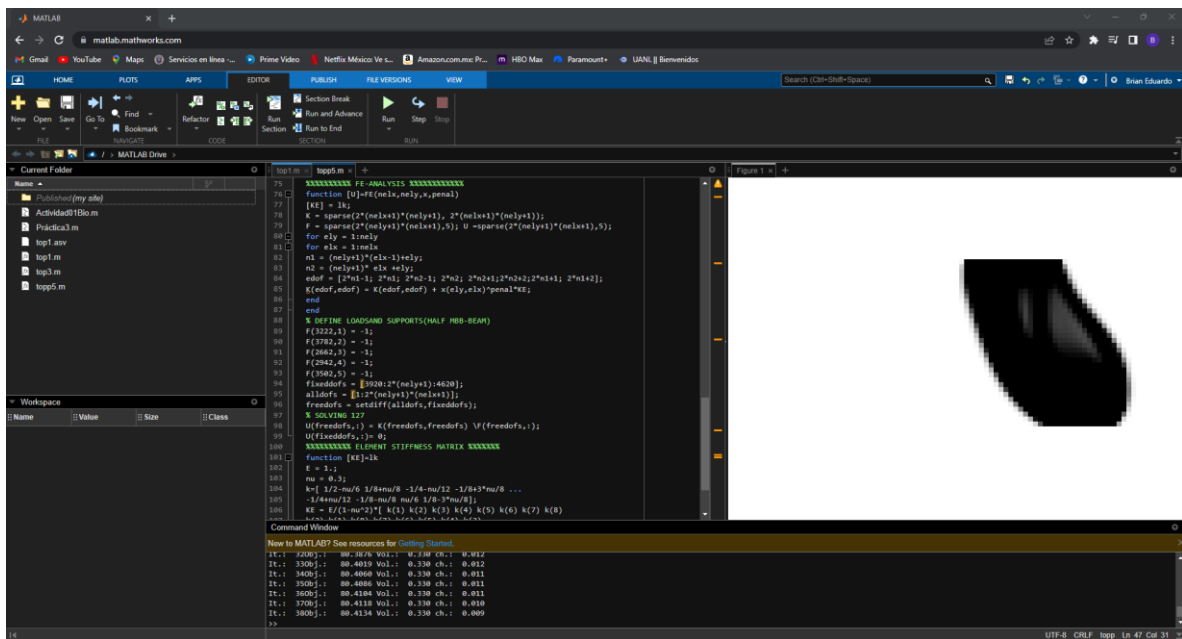 MATLAB
matlab.mathworks.com
Gmail YouTube Maps Servicios en línea -... Prime Video Netflix México: Ve s... Amazon.com.mx: Pr... HBO Max Paramount+ UANL || Bienvenidos
HOME PLOTS APPS EDITOR PUBLISH FILE VERSIONS VIEW Search (Ctrl+Shift+Space) Brian Eduardo
New Open Save Go To Find Bookmark Refactor Run Section Section Break Run and Advance Run to End Run Step Stop
FILE NAVIGATE CODE SECTION RUN
/ > MATLAB Drive >
Current Folder
Name
Published (my site)
Actividad01Bio.m
Práctica3.m
top1.asv
top1.m
top3.m
topp5.m
Workspace
Name Value Size Class
top1.m × topp5.m × +
75 %%%%%%%%%% FE-ANALYSIS %%%%%%%%%%%%
76 function [U]=FE(nelx,nely,x,penal)
77 [KE] = lk;
78 K = sparse(2*(nelx+1)*(nely+1), 2*(nelx+1)*(nely+1));
79 F = sparse(2*(nely+1)*(nelx+1),5); U =sparse(2*(nely+1)*(nelx+1),5);
80 for ely = 1:nely
81 for elx = 1:nelx
82 n1 = (nely+1)*(elx-1)+ely;
83 n2 = (nely+1)* elx +ely;
84 edof = [2*n1-1; 2*n1; 2*n2-1; 2*n2; 2*n2+1;2*n2+2;2*n1+1; 2*n1+2];
85 K(edof,edof) = K(edof,edof) + x(ely,elx)^penal*KE;
86 end
87 end
88 % DEFINE LOADSAND SUPPORTS(HALF MBB-BEAM)
89 F(3222,1) = -1;
90 F(3782,2) = -1;
91 F(2662,3) = -1;
92 F(2942,4) = -1;
93 F(3502,5) = -1;
94 fixeddofs = [3920:2*(nely+1):4620];
95 alldofs = [1:2*(nely+1)*(nelx+1)];
96 freedofs = setdiff(alldofs,fixeddofs);
97 % SOLVING 127
98 U(freedofs,:) = K(freedofs,freedofs) \F(freedofs,:);
99 U(fixeddofs,:)= 0;
100 %%%%%%%%%% ELEMENT STIFFNESS MATRIX %%%%%%%
101 function [KE]=lk
102 E = 1.;
103 nu = 0.3;
104 k=[ 1/2-nu/6 1/8+nu/8 -1/4-nu/12 -1/8+3*nu/8 ...
105 -1/4+nu/12 -1/8-nu/8 nu/6 1/8-3*nu/8];
106 KE = E/(1-nu^2)*[ k(1) k(2) k(3) k(4) k(5) k(6) k(7) k(8)
Figure 1 × +
Command Window
New to MATLAB? See resources for Getting Started.
It.: 32Obj.: 80.3876 Vol.: 0.330 ch.: 0.012
It.: 33Obj.: 80.4019 Vol.: 0.330 ch.: 0.012
It.: 34Obj.: 80.4060 Vol.: 0.330 ch.: 0.011
It.: 35Obj.: 80.4086 Vol.: 0.330 ch.: 0.011
It.: 36Obj.: 80.4104 Vol.: 0.330 ch.: 0.011
It.: 37Obj.: 80.4118 Vol.: 0.330 ch.: 0.010
It.: 38Obj.: 80.4134 Vol.: 0.330 ch.: 0.009
>>
UTF-8 CRLF topp Ln 47 Col 31